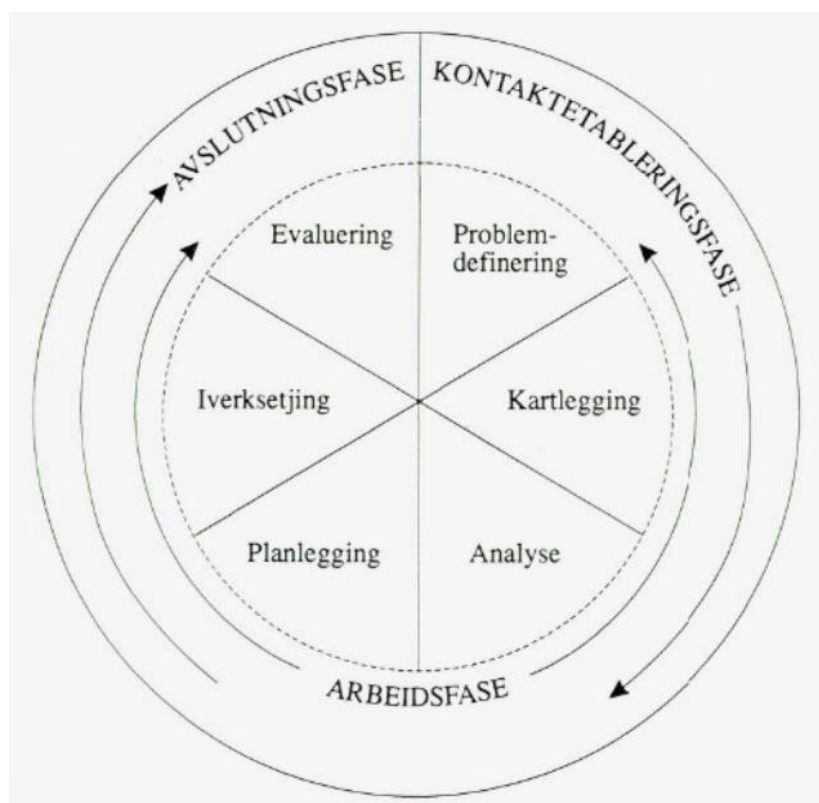 AVSLUTNINGSFASE
KONTAKTETABLERINGSFASE
Evaluering
Problem-
definering
Iverksetjing
Kartlegging
Planlegging
Analyse
ARBEIDSFASE